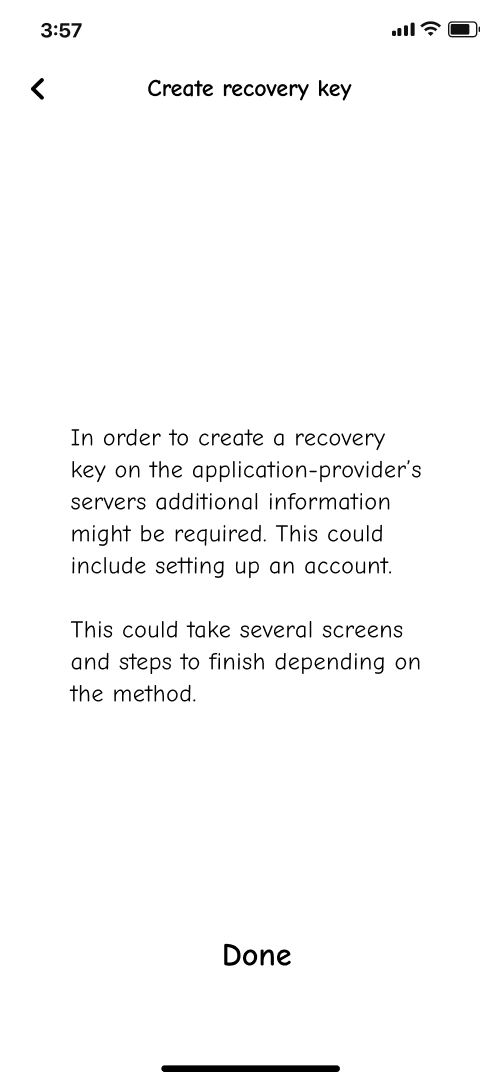 3:57
Create recovery key
In order to create a recovery
key on the application-provider's
servers additional information
might be required. This could
include setting up an account.
This could take several screens
and steps to finish depending on
the method.
Done